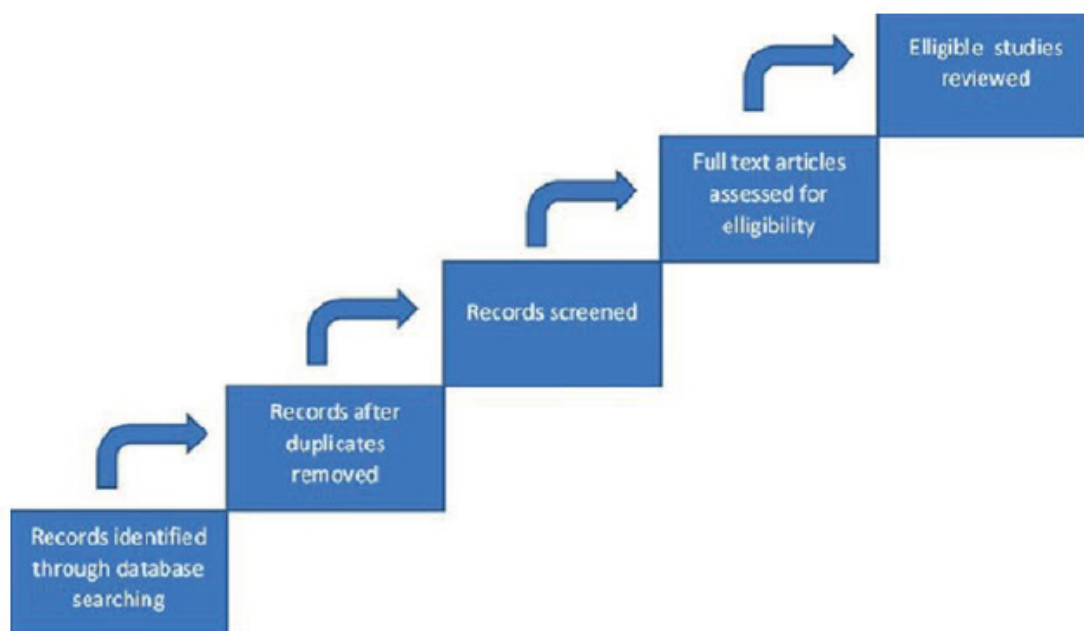 Elligible studies
reviewed
Full text articles
assessed for
elligibility
Records screened
Records after
duplicates
removed
Records identified
through database
searching